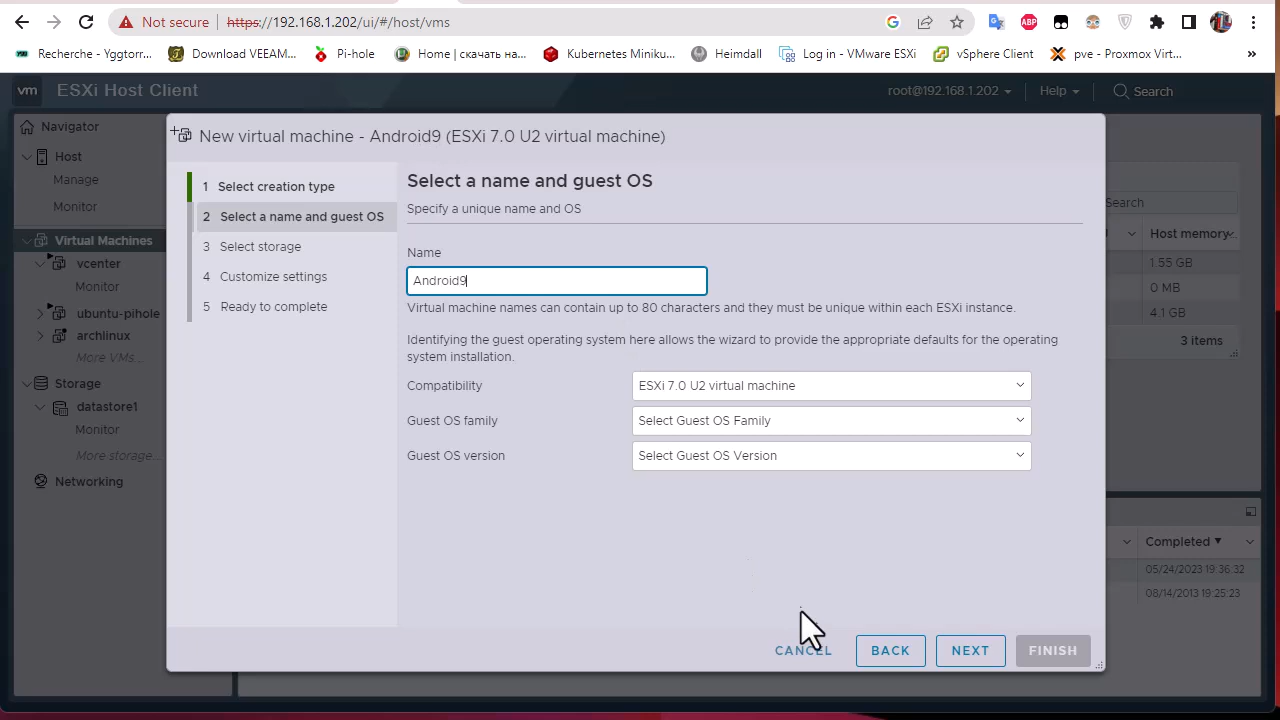 Not secure https://192.168.1.202/ui/#/host/vms
Recherche - Yggtorr... Download VEEAM... Pi-hole Home | скачать на... Kubernetes Miniku... Heimdall Log in - VMware ESXi vSphere Client pve - Proxmox Virt... »
vm ESXi Host Client root@192.168.1.202 Help Search
Navigator
Host
Manage
Monitor
Virtual Machines
vcenter
Monitor
ubuntu-pihole
archlinux
More VMs...
Storage
datastore1
Monitor
More storage...
Networking
New virtual machine - Android9 (ESXi 7.0 U2 virtual machine)
1 Select creation type
2 Select a name and guest OS
3 Select storage
4 Customize settings
5 Ready to complete
Select a name and guest OS
Specify a unique name and OS
Name
Android9
Virtual machine names can contain up to 80 characters and they must be unique within each ESXi instance.
Identifying the guest operating system here allows the wizard to provide the appropriate defaults for the operating
system installation.
Compatibility ESXi 7.0 U2 virtual machine
Guest OS family Select Guest OS Family
Guest OS version Select Guest OS Version
CANCEL BACK NEXT FINISH
Search
Host memory
1.55 GB
0 MB
4.1 GB
3 items
Completed ▼
05/24/2023 19:36:32
08/14/2013 19:25:23